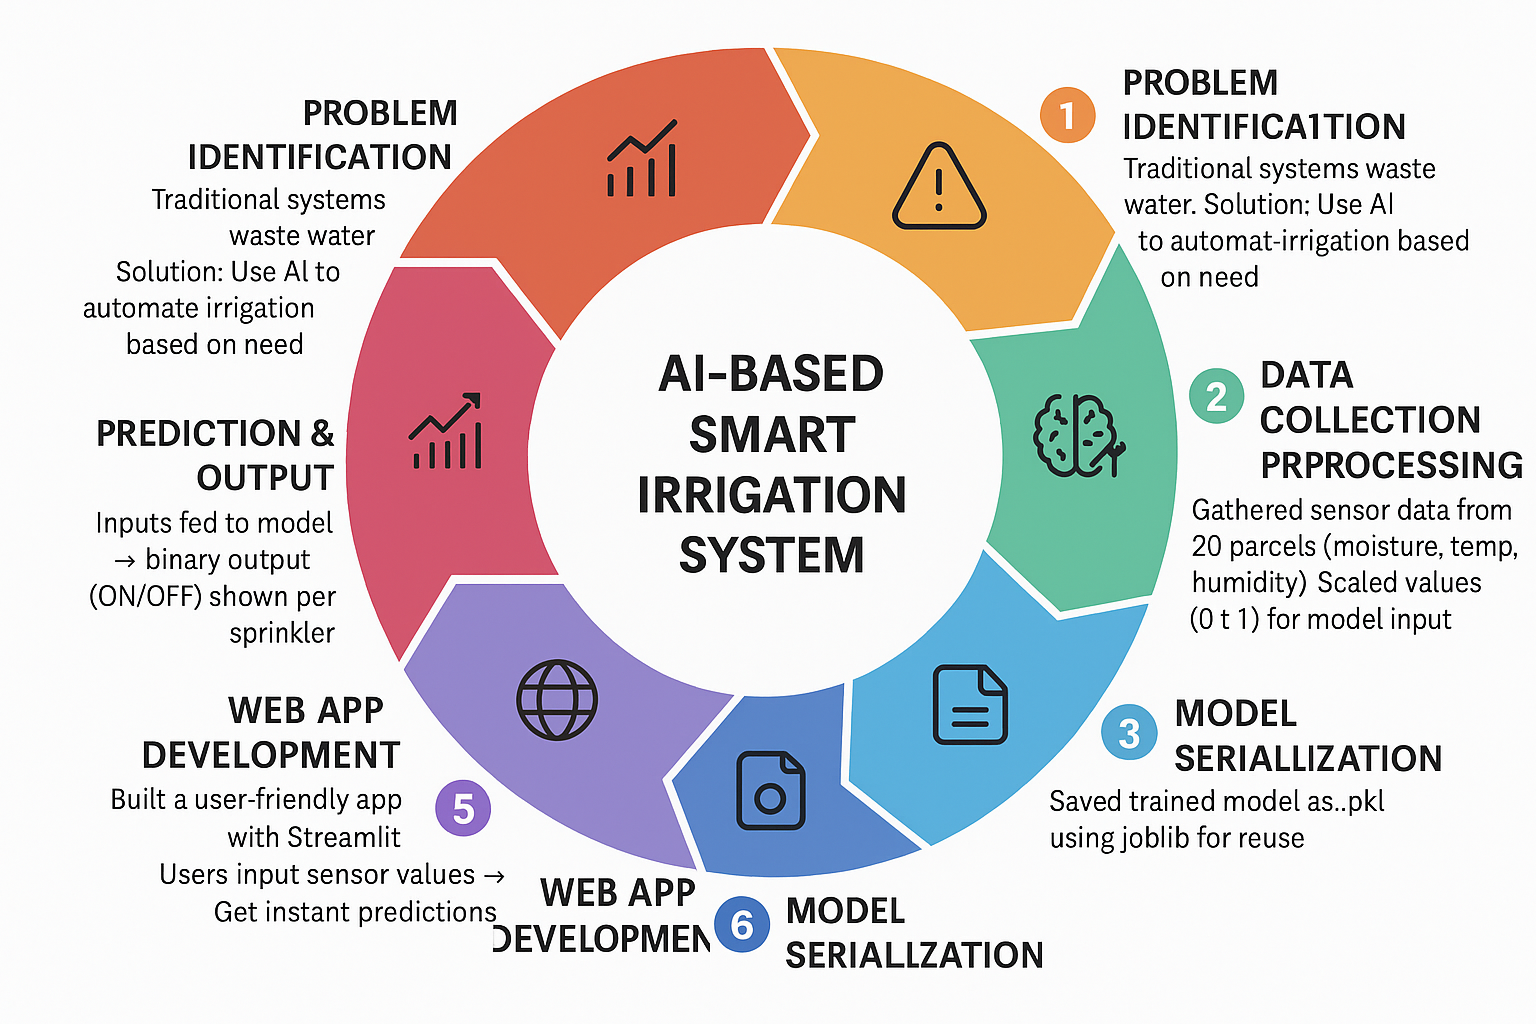 AI-BASED
SMART
IRRIGATION
SYSTEM
1
PROBLEM
IDENTIFICA1TION
Traditional systems waste
water. Solution: Use AI
to automat-irrigation based
on need
2
DATA
COLLECTION
PRPROCESSING
Gathered sensor data from
20 parcels (moisture, temp,
humidity) Scaled values
(0 t 1) for model input
3
MODEL
SERIALLIZATION
Saved trained model as..pkl
using joblib for reuse
6
MODEL
SERIALLZATION
WEB APP
DEVELOPMEN
5
WEB APP
DEVELOPMENT
Built a user-friendly app
with Streamlit
Users input sensor values →
Get instant predictions
PREDICTION &
OUTPUT
Inputs fed to model
→ binary output
(ON/OFF) shown per
sprinkler
PROBLEM
IDENTIFICATION
Traditional systems
waste water
Solution: Use AI to
automate irrigation
based on need